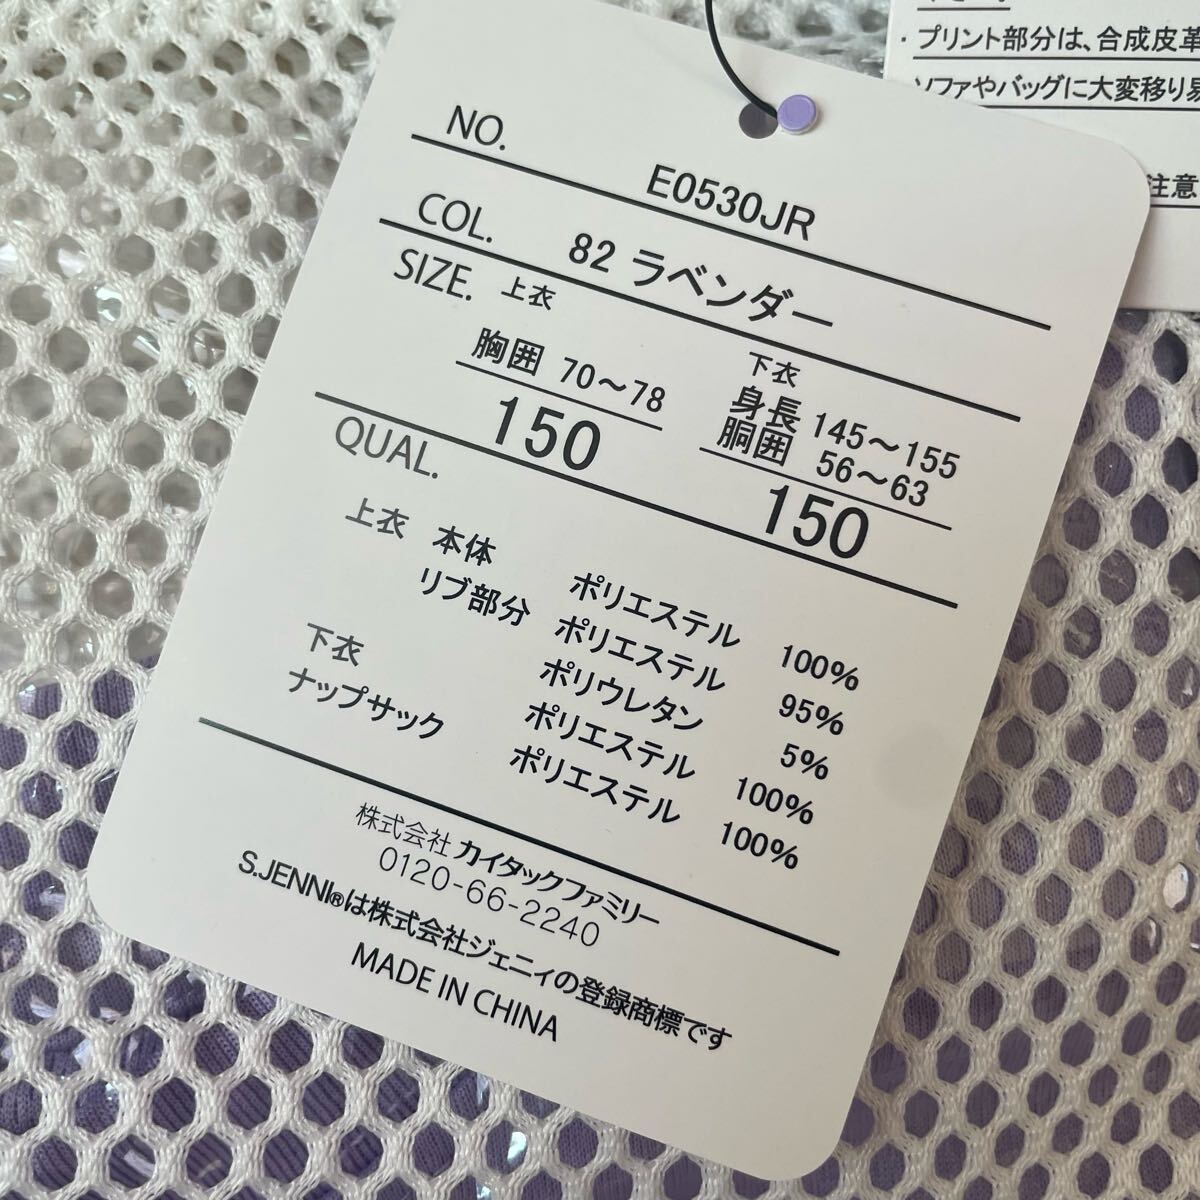 NO.
E0530JR
COL.
82 ラベンダー
SIZE.
上衣
胸囲 70～78
150
下衣
身長 145～155
胴囲 56～63
150
QUAL.
上衣 本体 ポリエステル 100%
リブ部分 ポリエステル 95%
ポリウレタン 5%
下衣 ポリエステル 100%
ナップサック ポリエステル 100%
株式会社 カイタックファミリー
0120-66-2240
S.JENNI®は株式会社ジェニィの登録商標です
MADE IN CHINA
・プリント部分は、合成皮革
ソファやバッグに大変移り易
注意